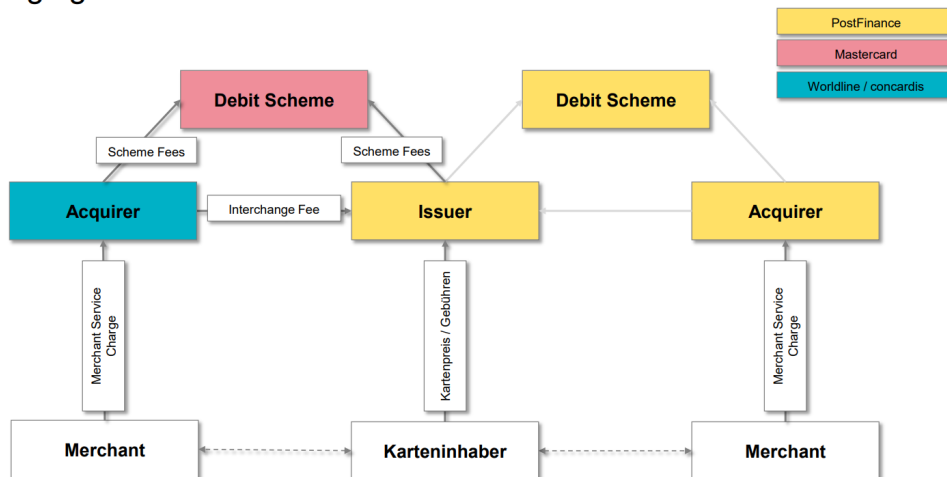 PostFinance
Mastercard
Worldline / concardis
Debit Scheme
Debit Scheme
Scheme Fees
Scheme Fees
Acquirer
Interchange Fee
Issuer
Acquirer
Merchant Service
Charge
Kartenpreis / Gebühren
Merchant Service
Charge
Merchant
Karteninhaber
Merchant